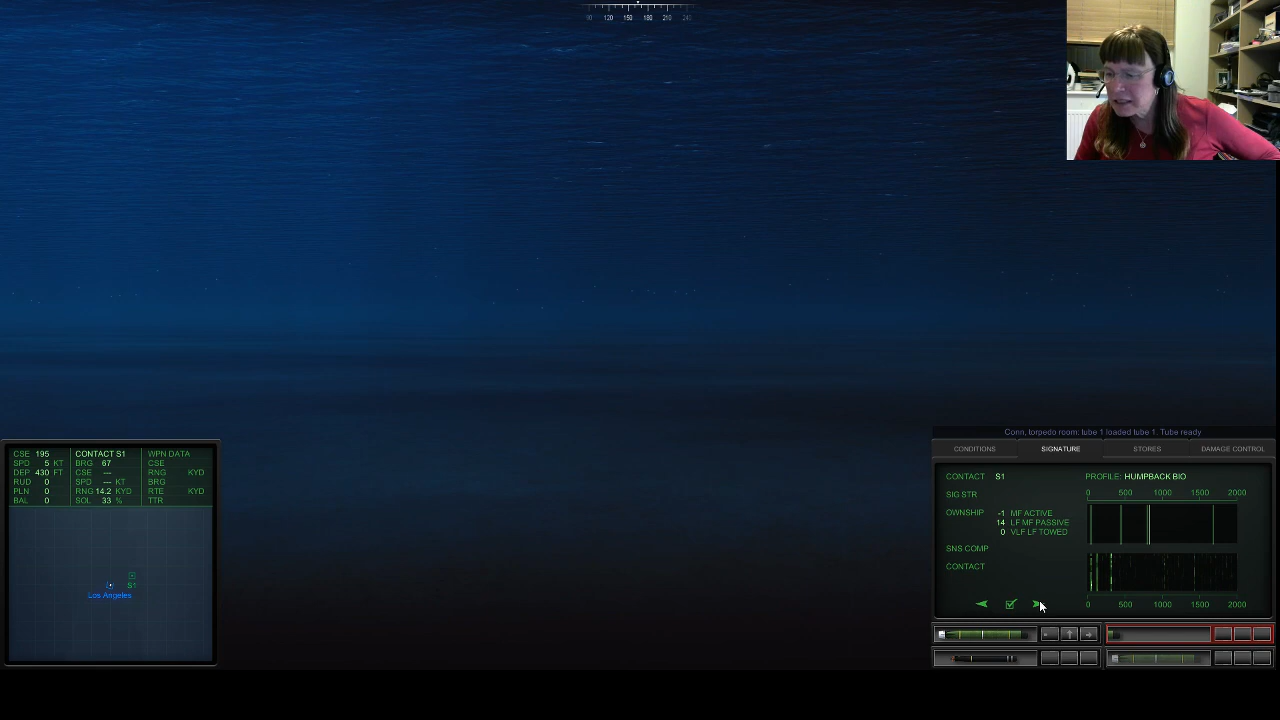 90 120 150 180 210 240
Conn, torpedo room: tube 1 loaded tube 1. Tube ready
CONDITIONS SIGNATURE STORES DAMAGE CONTROL
CSE 195 CONTACT S1 WPN DATA
SPD 5 KT BRG 67 CSE
DEP 430 FT CSE --- RNG KYD
RUD 0 SPD --- KT BRG
PLN 0 RNG 14.2 KYD RTE KYD
BAL 0 SOL 33 % TTR
S1
Los Angeles
CONTACT S1 PROFILE: HUMPBACK BIO
SIG STR 0 500 1000 1500 2000
OWNSHIP -1 MF ACTIVE
14 LF MF PASSIVE
0 VLF LF TOWED
SNS COMP
CONTACT
0 500 1000 1500 2000